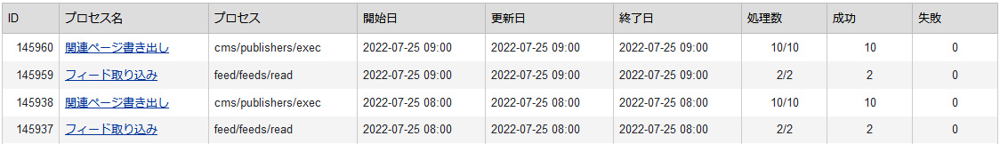 ID プロセス名 プロセス 開始日 更新日 終了日 処理数 成功 失敗
145960 関連ページ書き出し cms/publishers/exec 2022-07-25 09:00 2022-07-25 09:00 2022-07-25 09:00 10/10 10 0
145959 フィード取り込み feed/feeds/read 2022-07-25 09:00 2022-07-25 09:00 2022-07-25 09:00 2/2 2 0
145938 関連ページ書き出し cms/publishers/exec 2022-07-25 08:00 2022-07-25 08:00 2022-07-25 08:00 10/10 10 0
145937 フィード取り込み feed/feeds/read 2022-07-25 08:00 2022-07-25 08:00 2022-07-25 08:00 2/2 2 0